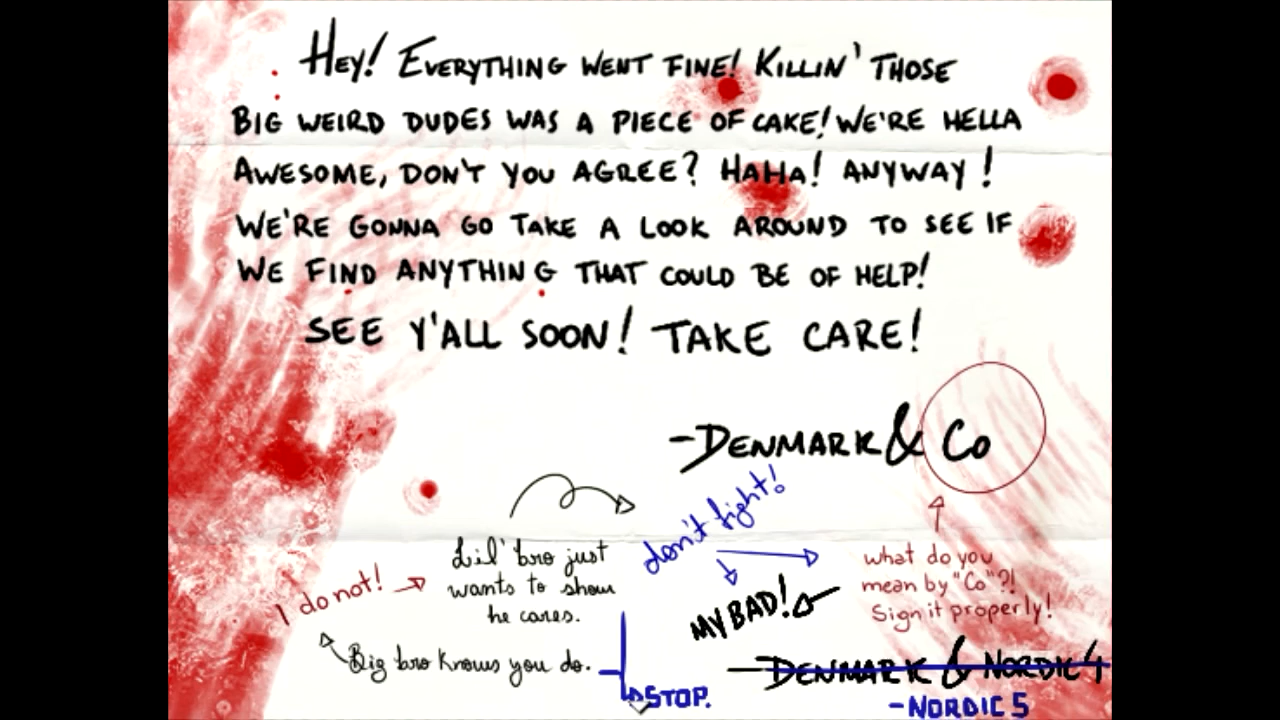 Hey! Everything went fine! Killin' those
big weird dudes was a piece of cake! We're hella
awesome, don't you agree? HaHa! Anyway!
We're gonna go take a look around to see if
we find anything that could be of help!
See y'all soon! Take care!
-Denmark & Co
don't fight!
Lil' bro just
wants to show
he cares.
I do not!
Big bro knows you do.
STOP.
what do you
mean by "Co"?!
Sign it properly!
MY BAD!
-Denmark & Nordic 4
-NORDIC 5